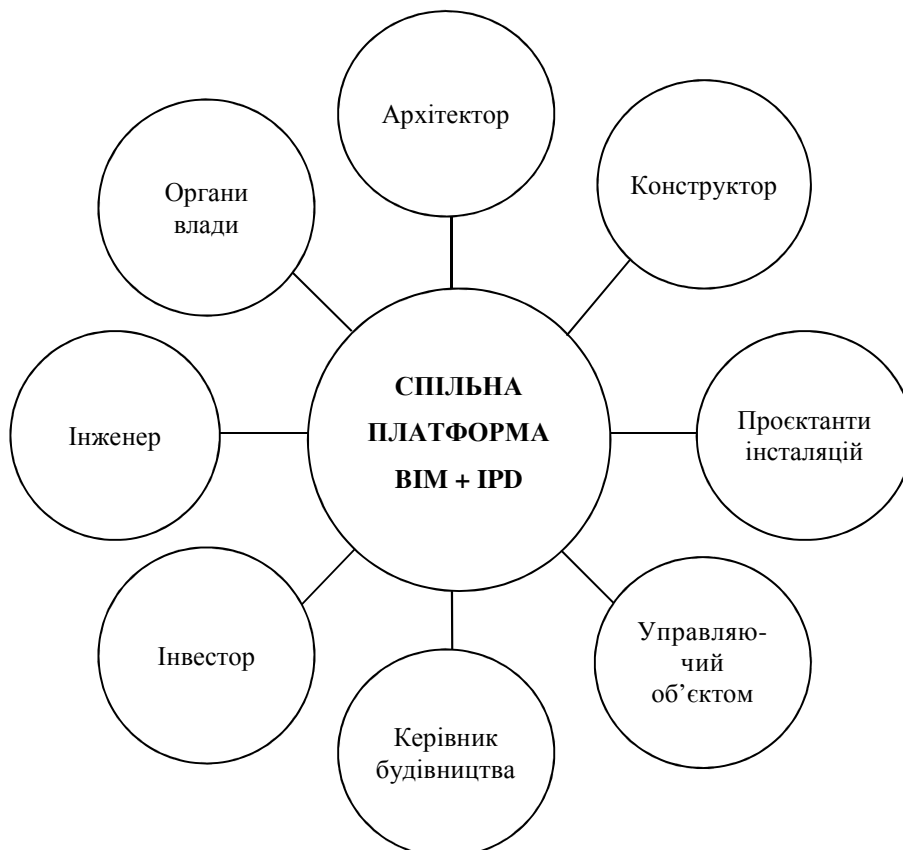 Архітектор
Конструктор
Органи
влади
СПІЛЬНА
ПЛАТФОРМА
BIM + IPD
Інженер
Проєктанти
інсталяцій
Інвестор
Управляю-
чий
об’єктом
Керівник
будівництва